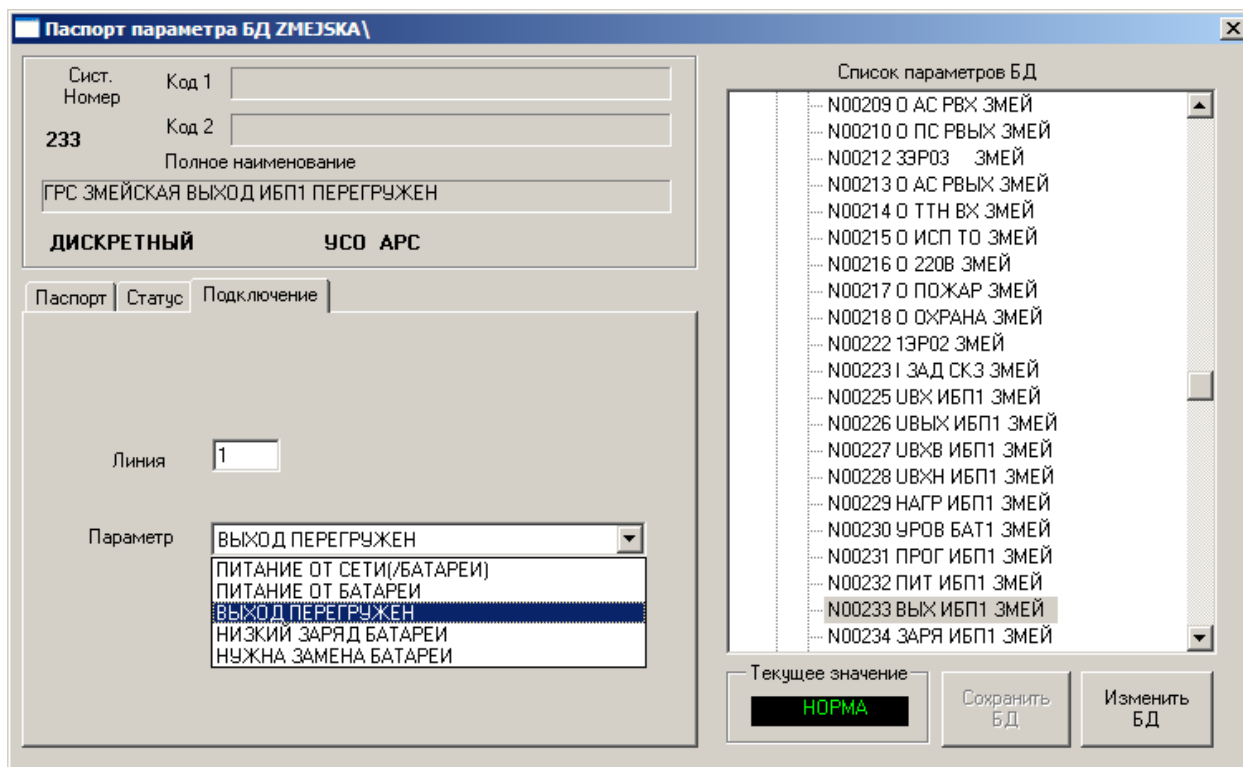 Паспорт параметра БД ZMEJSKA\
Сист. Номер
Код 1
233
Код 2
Полное наименование
ГРС ЗМЕЙСКАЯ ВЫХОД ИБП1 ПЕРЕГРУЖЕН
ДИСКРЕТНЫЙ УСО АРС
Паспорт Статус Подключение
Линия 1
Параметр ВЫХОД ПЕРЕГРУЖЕН
ПИТАНИЕ ОТ СЕТИ(/БАТАРЕИ)
ПИТАНИЕ ОТ БАТАРЕИ
ВЫХОД ПЕРЕГРУЖЕН
НИЗКИЙ ЗАРЯД БАТАРЕИ
НУЖНА ЗАМЕНА БАТАРЕИ
Список параметров БД
N00209 О АС РВХ ЗМЕЙ
N00210 О ПС РВЫХ ЗМЕЙ
N00212 3ЭР03 ЗМЕЙ
N00213 О АС РВЫХ ЗМЕЙ
N00214 О ТТН ВХ ЗМЕЙ
N00215 О ИСП ТО ЗМЕЙ
N00216 О 220В ЗМЕЙ
N00217 О ПОЖАР ЗМЕЙ
N00218 О ОХРАНА ЗМЕЙ
N00222 1ЭР02 ЗМЕЙ
N00223 I ЗАД СКЗ ЗМЕЙ
N00225 UВХ ИБП1 ЗМЕЙ
N00226 UВЫХ ИБП1 ЗМЕЙ
N00227 UВХВ ИБП1 ЗМЕЙ
N00228 UВХН ИБП1 ЗМЕЙ
N00229 НАГР ИБП1 ЗМЕЙ
N00230 УРОВ БАТ1 ЗМЕЙ
N00231 ПРОГ ИБП1 ЗМЕЙ
N00232 ПИТ ИБП1 ЗМЕЙ
N00233 ВЫХ ИБП1 ЗМЕЙ
N00234 ЗАРЯ ИБП1 ЗМЕЙ
Текущее значение
НОРМА
Сохранить
БД
Изменить
БД